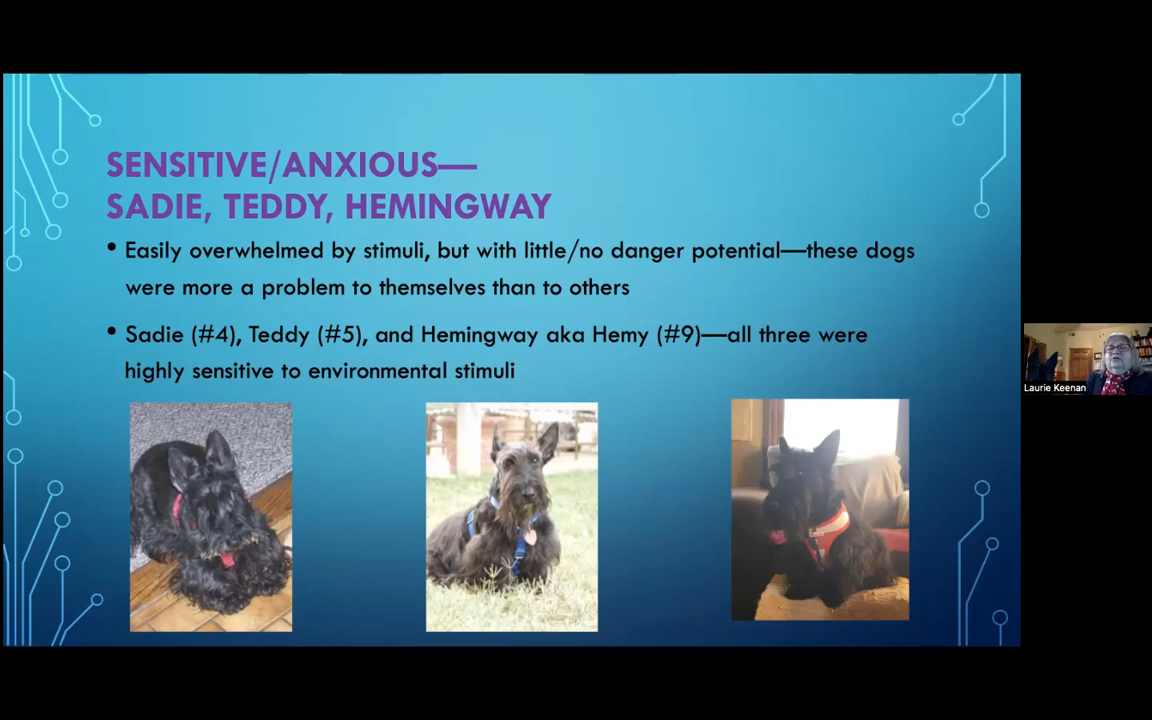 SENSITIVE/ANXIOUS—
SADIE, TEDDY, HEMINGWAY
• Easily overwhelmed by stimuli, but with little/no danger potential—these dogs
were more a problem to themselves than to others
• Sadie (#4), Teddy (#5), and Hemingway aka Hemy (#9)—all three were
highly sensitive to environmental stimuli
Laurie Keenan